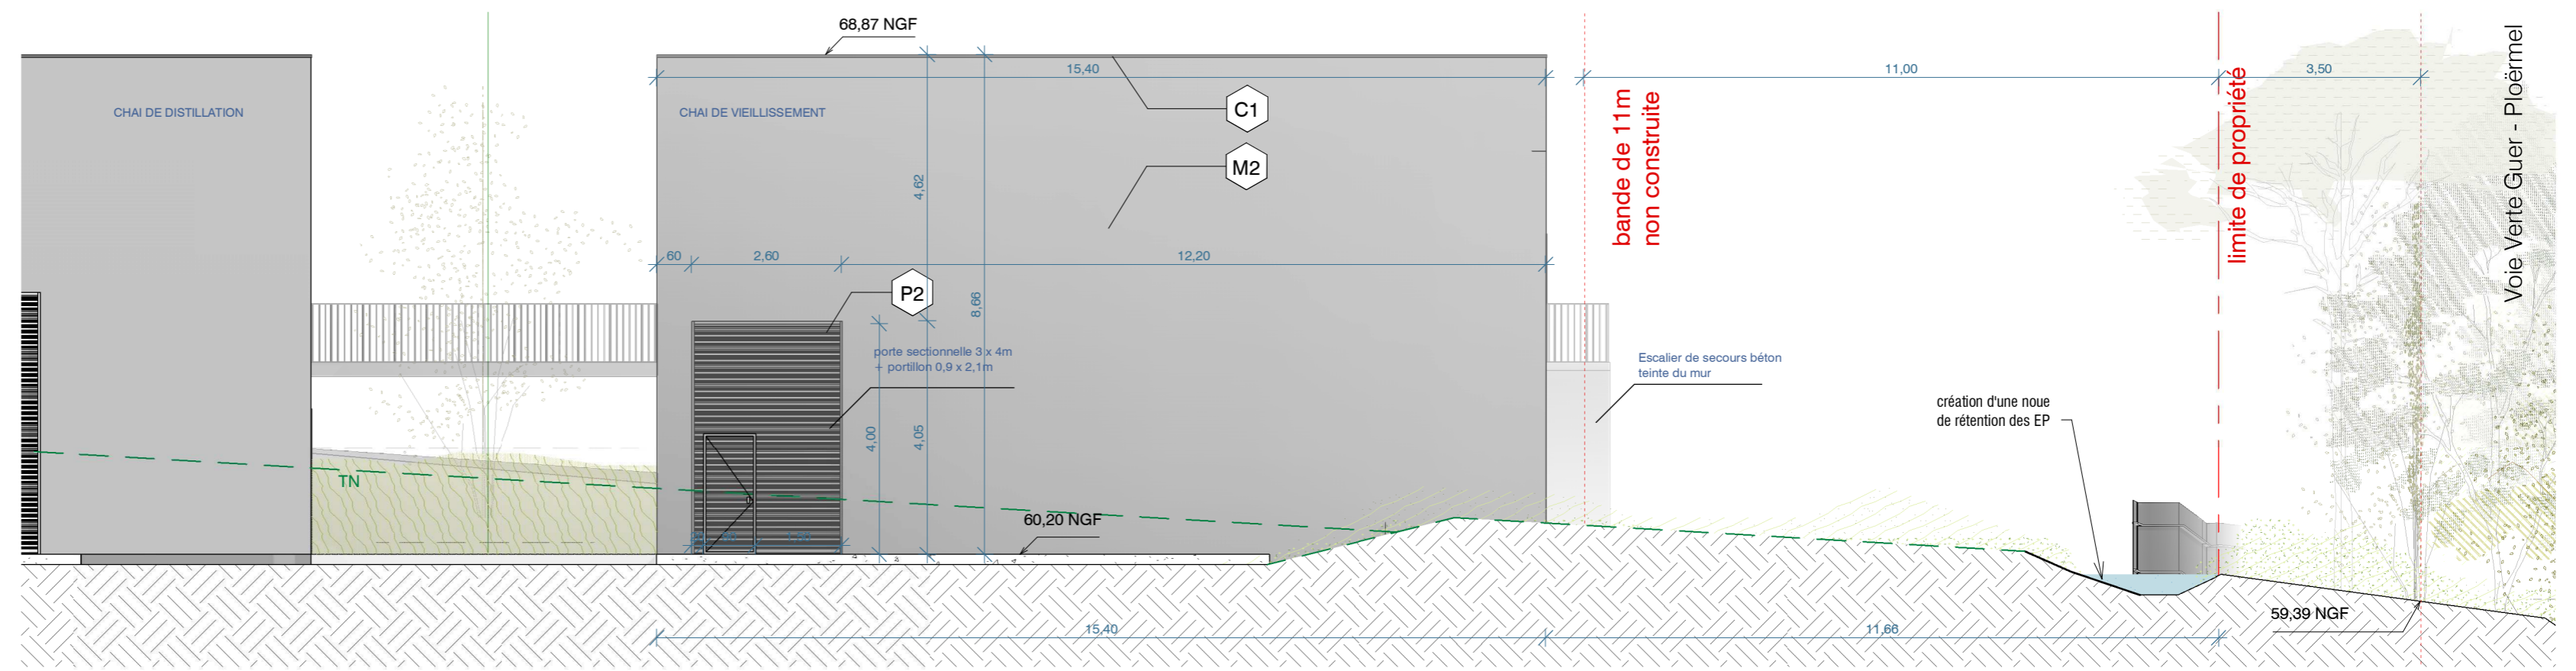 68,87 NGF
15,40
11,00
3,50
CHAI DE DISTILLATION
CHAI DE VIEILLISSEMENT
C1
M2
bande de 11m
non construite
limite de propriété
Voie Verte Guer - Ploërmel
4,62
60
2,60
12,20
P2
8,66
porte sectionnelle 3 x 4m
+ portillon 0,9 x 2,1m
Escalier de secours béton
teinte du mur
création d'une noue
de rétention des EP
4,00
4,05
TN
60,20 NGF
59,39 NGF
15,40
11,66